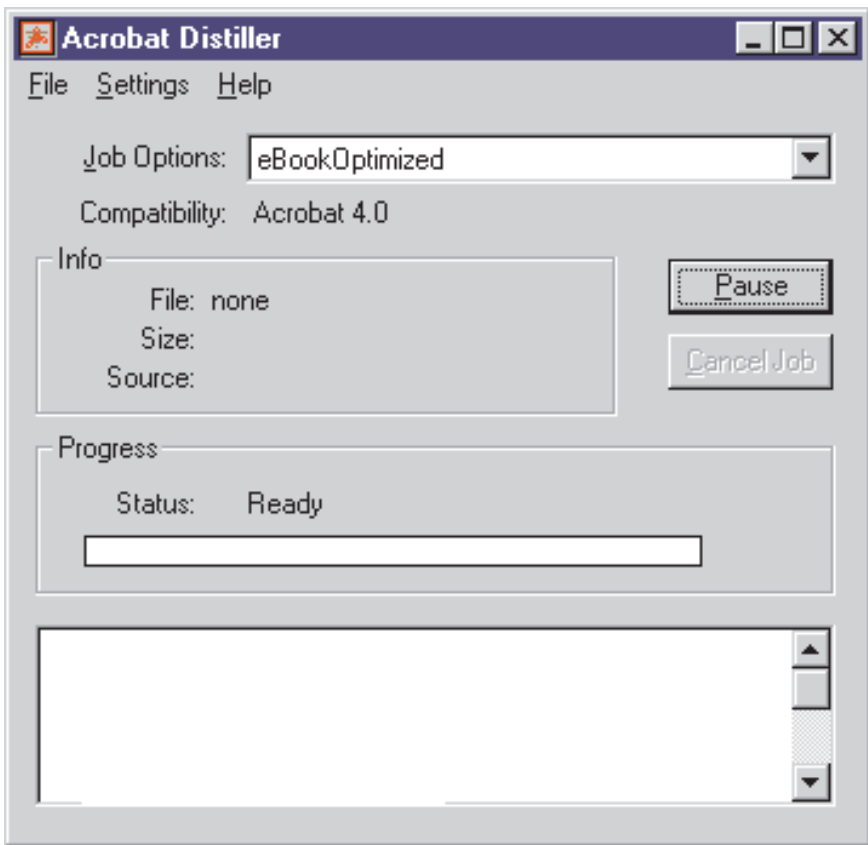 Acrobat Distiller
File Settings Help
Job Options: eBookOptimized
Compatibility: Acrobat 4.0
Info
File: none
Size:
Source:
Pause
Cancel Job
Progress
Status: Ready